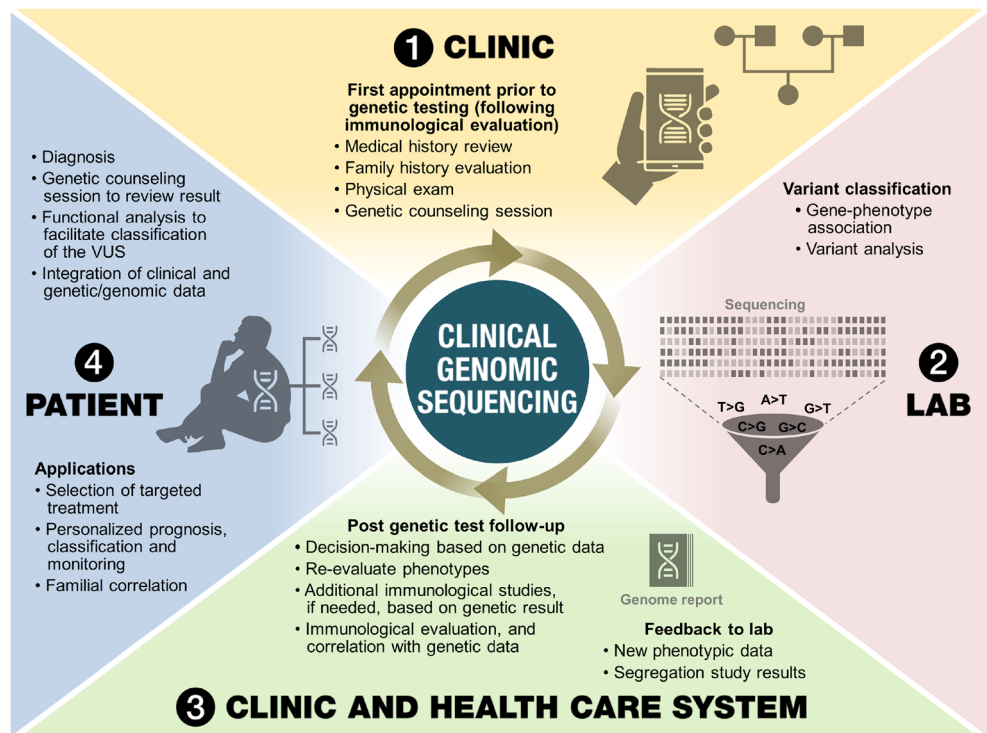 1 CLINIC
First appointment prior to
genetic testing (following
immunological evaluation)
• Medical history review
• Family history evaluation
• Physical exam
• Genetic counseling session
Variant classification
• Gene-phenotype
association
• Variant analysis
Sequencing
T>G A>T G>T
C>G G>C
C>A
2
LAB
CLINICAL
GENOMIC
SEQUENCING
Post genetic test follow-up
• Decision-making based on genetic data
• Re-evaluate phenotypes
• Additional immunological studies,
if needed, based on genetic result
• Immunological evaluation, and
correlation with genetic data
Genome report
Feedback to lab
• New phenotypic data
• Segregation study results
3 CLINIC AND HEALTH CARE SYSTEM
• Diagnosis
• Genetic counseling
session to review result
• Functional analysis to
facilitate classification
of the VUS
• Integration of clinical and
genetic/genomic data
4
PATIENT
Applications
• Selection of targeted
treatment
• Personalized prognosis,
classification and
monitoring
• Familial correlation